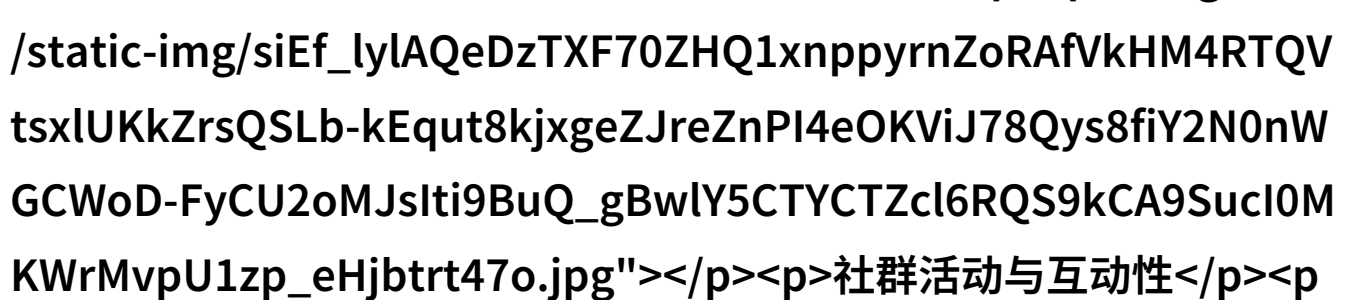 /static-img/siEf_lylAQeDzTXF70ZHQ1xnppyrnZoRAfVkHM4RTQV
tsxlUKkZrsQSLb-kEqut8kjxgeZJreZnPI4eOKViJ78Qys8fiY2N0nW
GCWoD-FyCU2oMJsIti9BuQ_gBwlY5CTYCTZcl6RQS9kCA9SucI0M
KWrMvpU1zp_eHjbtrt47o.jpg"></p><p>社群活动与互动性</p><p